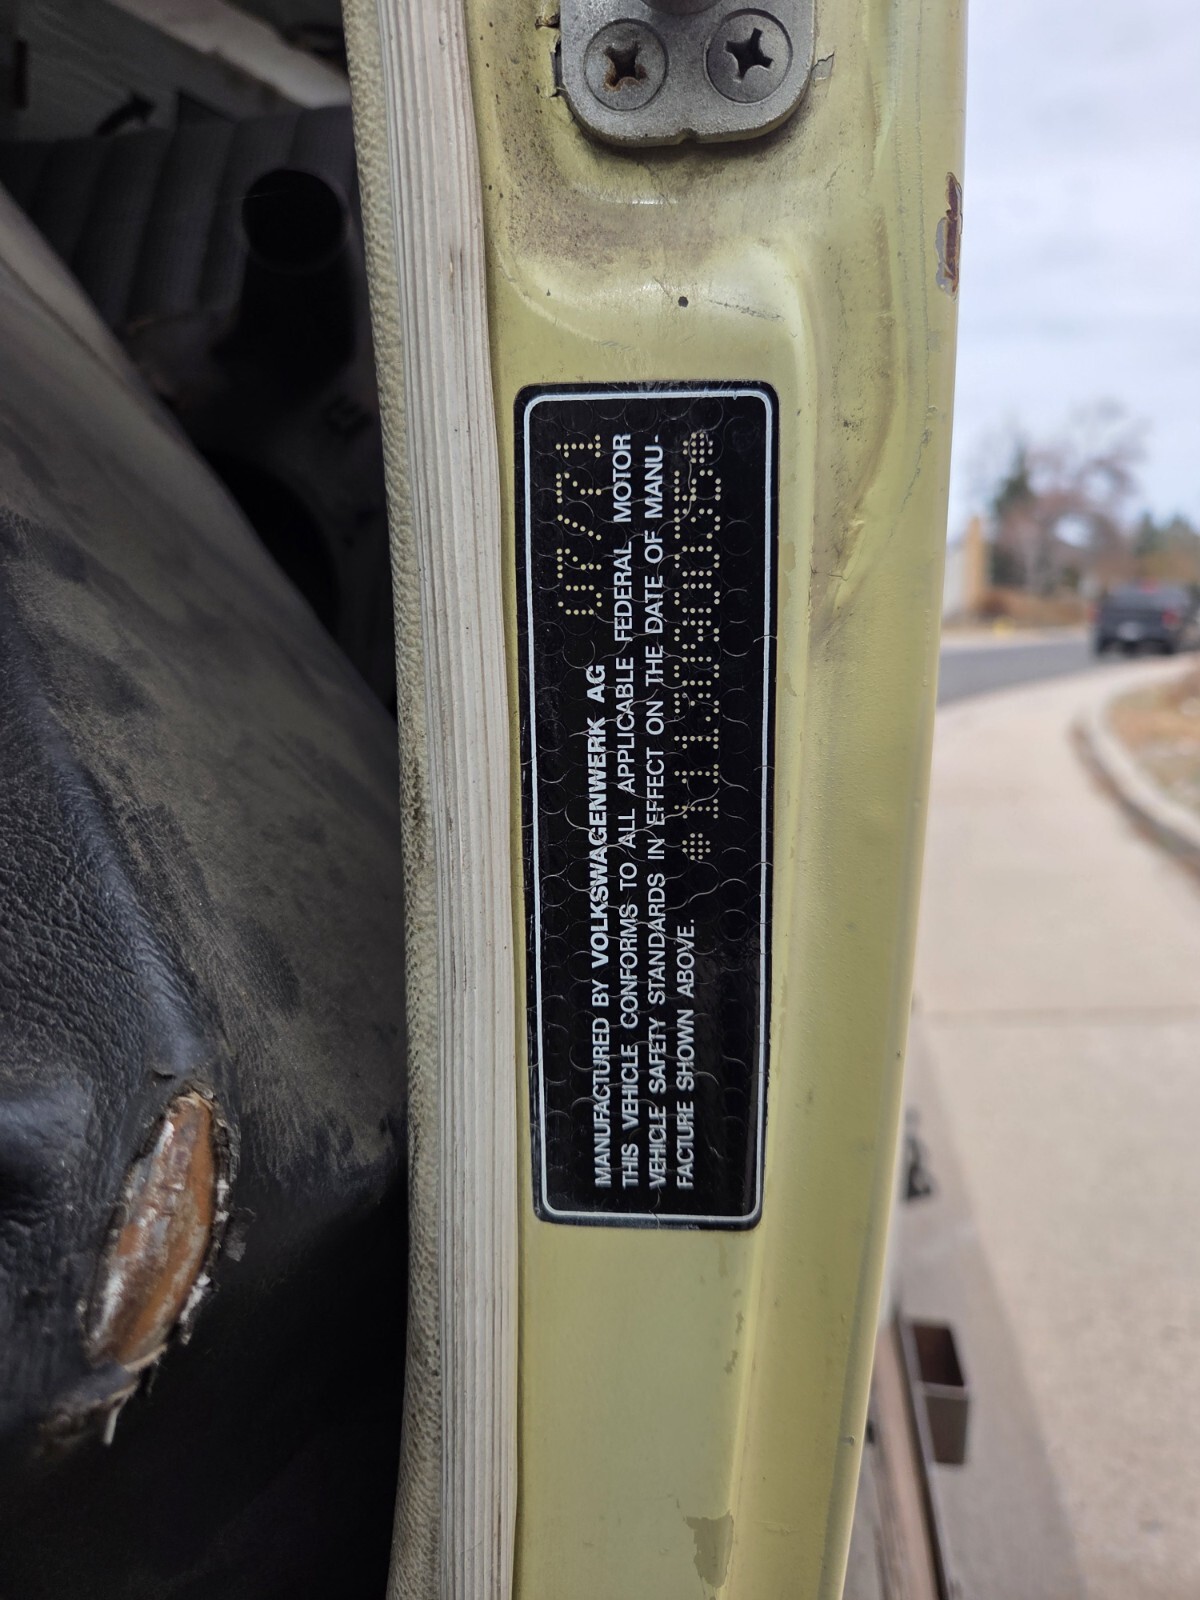 07/71
MANUFACTURED BY VOLKSWAGENWERK AG
THIS VEHICLE CONFORMS TO ALL APPLICABLE FEDERAL MOTOR
VEHICLE SAFETY STANDARDS IN EFFECT ON THE DATE OF MANU-
FACTURE SHOWN ABOVE.